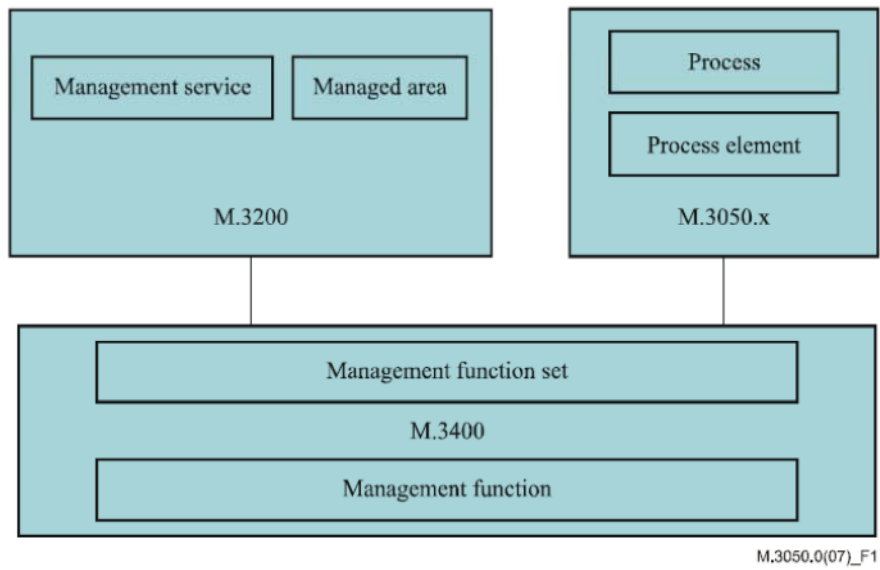 Management service
Managed area
M.3200
Process
Process element
M.3050.x
Management function set
M.3400
Management function
M.3050.0(07)_F1